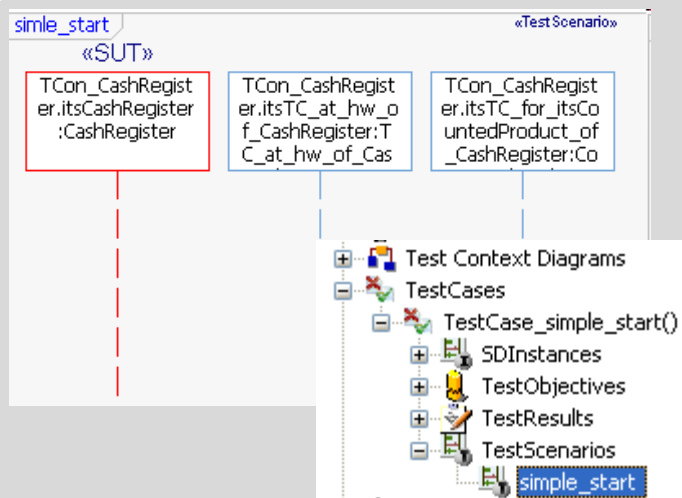 simle_start
«TestScenario»
«SUT»
TCon_CashRegist
er.itsCashRegister
:CashRegister
TCon_CashRegist
er.itsTC_at_hw_o
f_CashRegister:T
C_at_hw_of_Cas
TCon_CashRegist
er.itsTC_for_itsCo
untedProduct_of
_CashRegister:Co
Test Context Diagrams
TestCases
TestCase_simple_start()
SDInstances
TestObjectives
TestResults
TestScenarios
simple_start